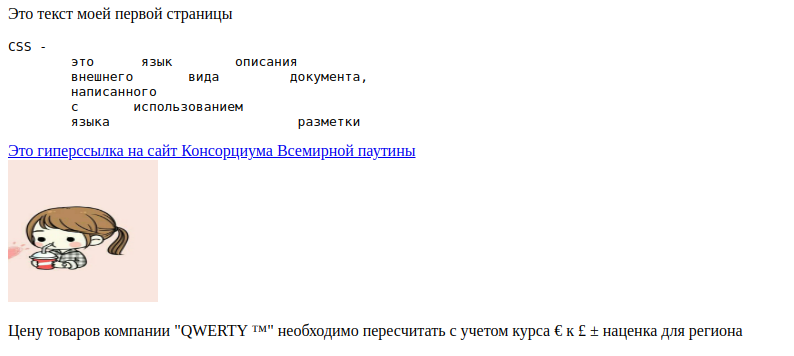 Это текст моей первой страницы
CSS -
        это      язык        описания
        внешнего       вида         документа,
        написанного
        с       использованием
        языка                        разметки
Это гиперссылка на сайт Консорциума Всемирной паутины
Цену товаров компании "QWERTY ™" необходимо пересчитать с учетом курса € к £ ± наценка для региона